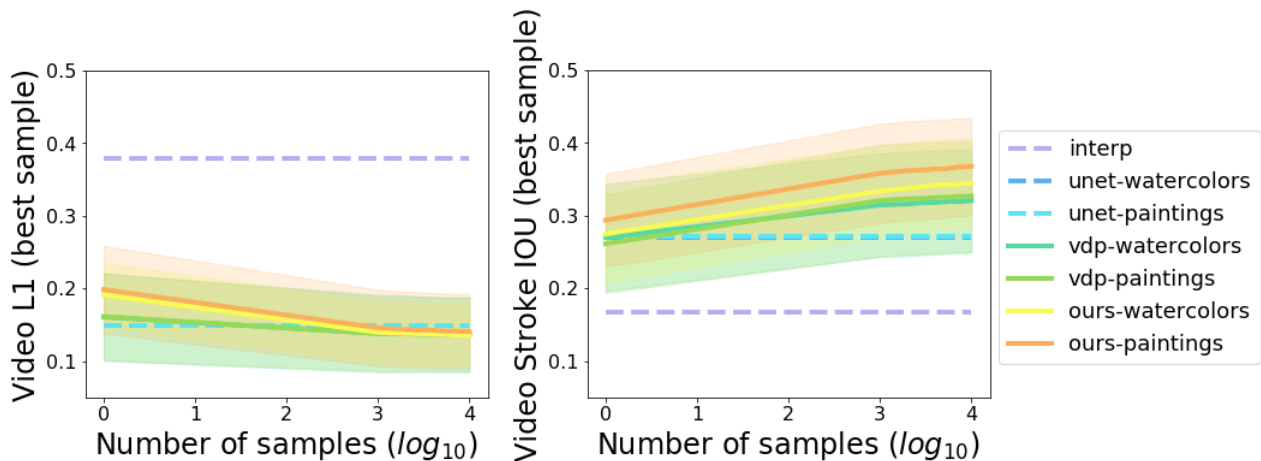 Video L1 (best sample)
0.5
0.4
0.3
0.2
0.1
0
1
2
3
4
Number of samples (log10)
Video Stroke IOU (best sample)
0.5
0.4
0.3
0.2
0.1
0
1
2
3
4
Number of samples (log10)
interp
unet-watercolors
unet-paintings
vdp-watercolors
vdp-paintings
ours-watercolors
ours-paintings